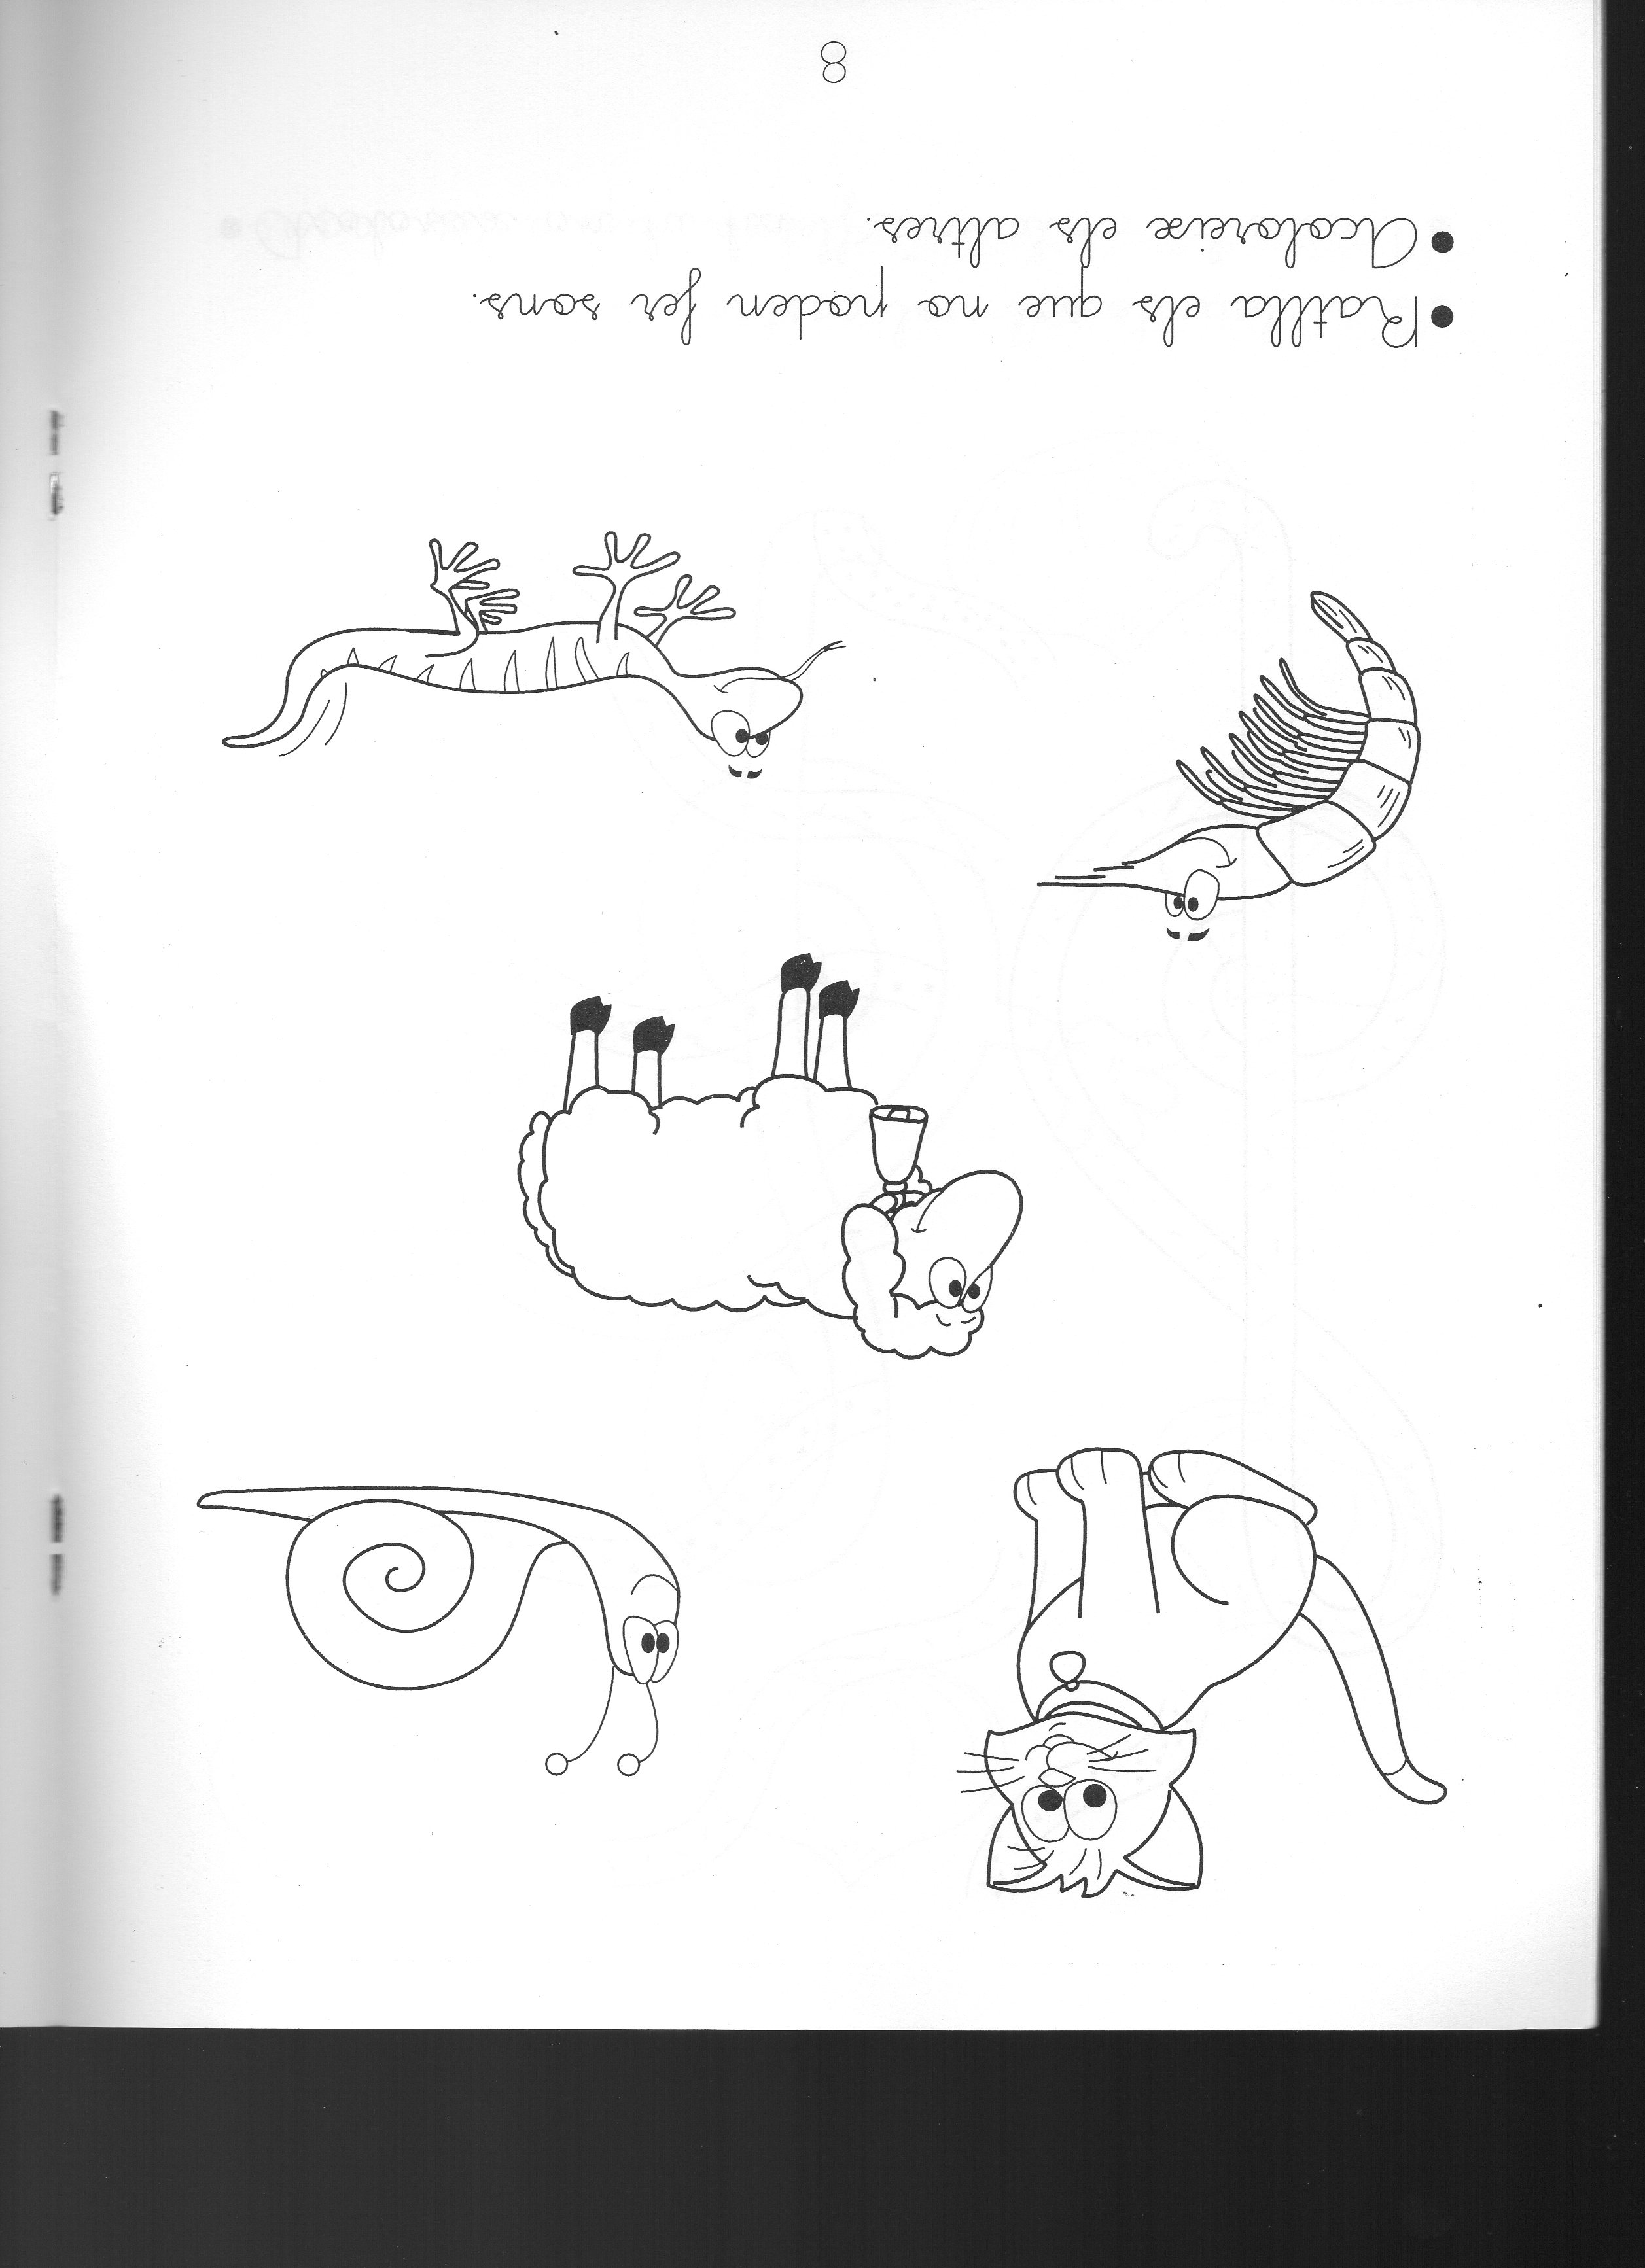 • Ratlla els que no poden fer sons.
• Acoloreix els altres.
8